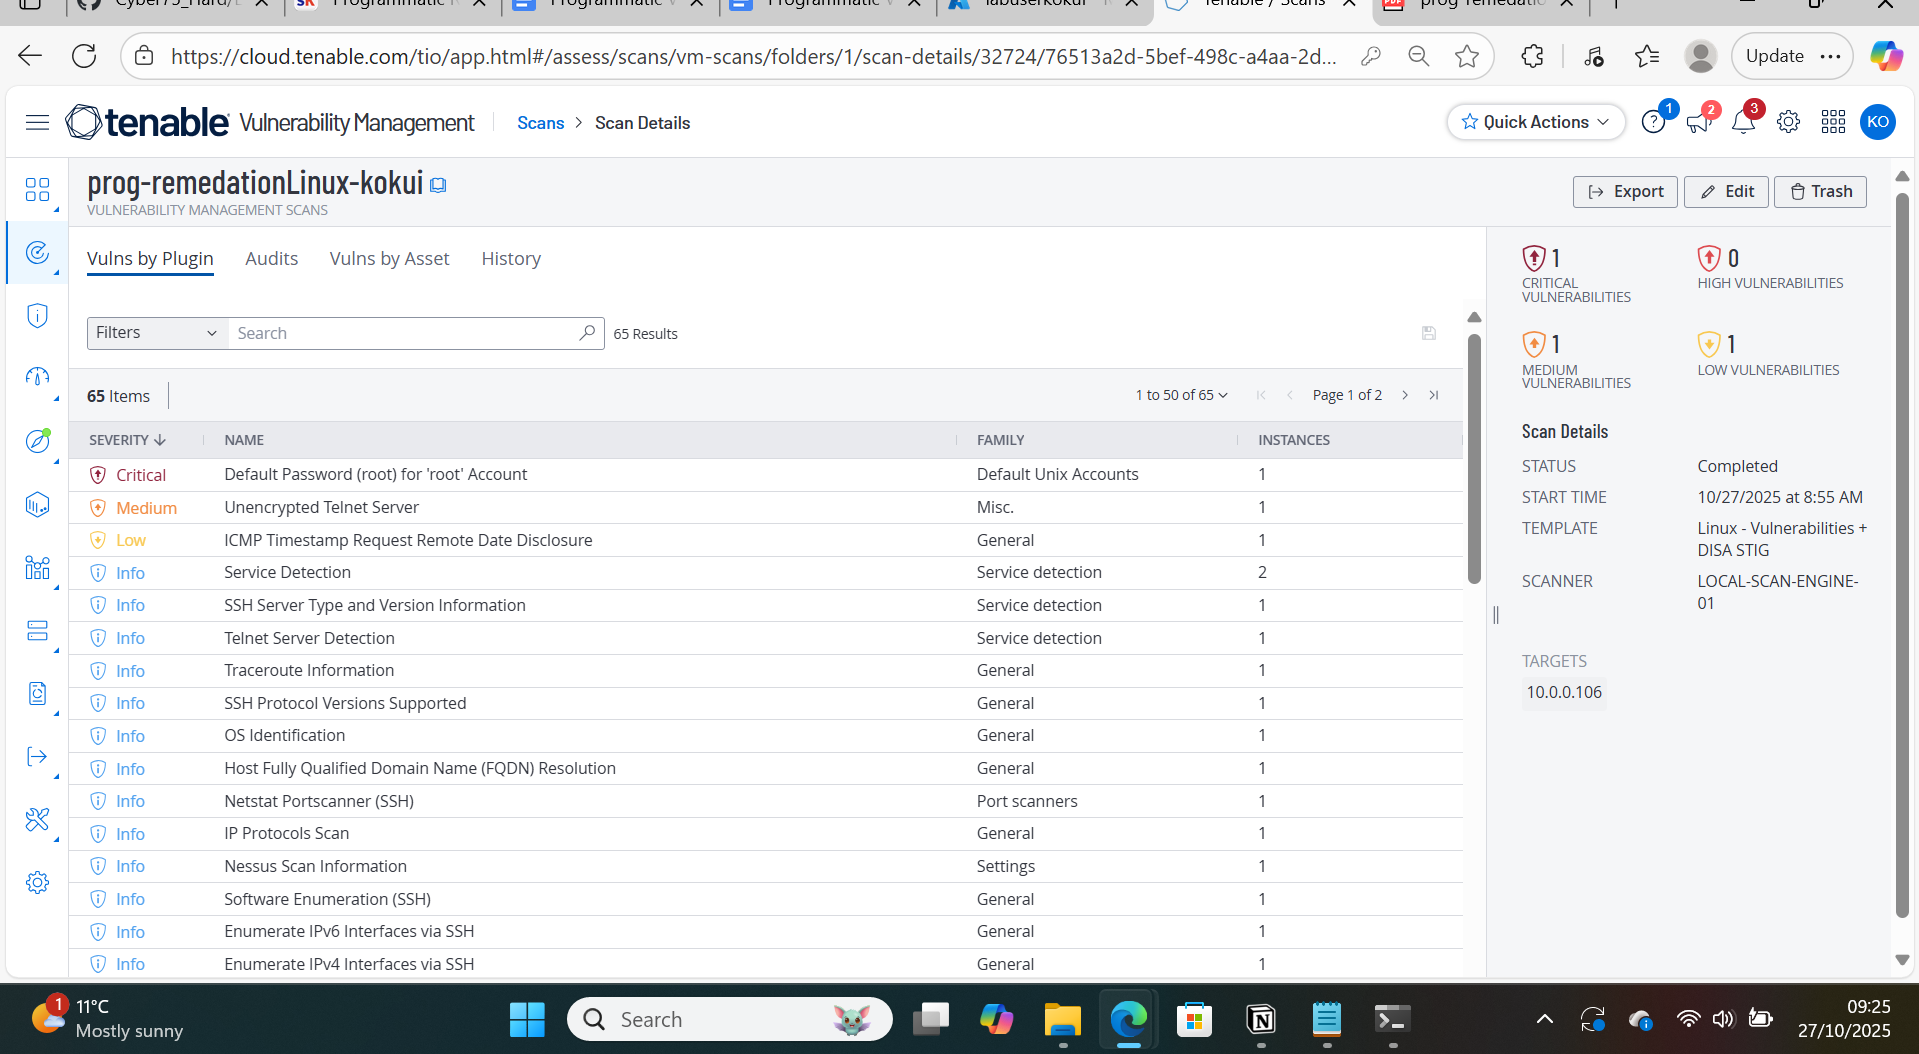 Cyber75_Hard/L
Programmatic
Programmatic V
Programmatic V
labuserkokui
Tenable / Scans
prog-remediatio
https://cloud.tenable.com/tio/app.html#/assess/scans/vm-scans/folders/1/scan-details/32724/76513a2d-5bef-498c-a4aa-2d...
Update
tenable Vulnerability Management
Scans > Scan Details
Quick Actions
1
2
3
KO
prog-remedationLinux-kokui
VULNERABILITY MANAGEMENT SCANS
Export
Edit
Trash
Vulns by Plugin Audits Vulns by Asset History
Filters
Search
65 Results
65 Items
1 to 50 of 65
Page 1 of 2
SEVERITY NAME FAMILY INSTANCES
Critical Default Password (root) for 'root' Account Default Unix Accounts 1
Medium Unencrypted Telnet Server Misc. 1
Low ICMP Timestamp Request Remote Date Disclosure General 1
Info Service Detection Service detection 2
Info SSH Server Type and Version Information Service detection 1
Info Telnet Server Detection Service detection 1
Info Traceroute Information General 1
Info SSH Protocol Versions Supported General 1
Info OS Identification General 1
Info Host Fully Qualified Domain Name (FQDN) Resolution General 1
Info Netstat Portscanner (SSH) Port scanners 1
Info IP Protocols Scan General 1
Info Nessus Scan Information Settings 1
Info Software Enumeration (SSH) General 1
Info Enumerate IPv6 Interfaces via SSH General 1
Info Enumerate IPv4 Interfaces via SSH General 1
1
CRITICAL
VULNERABILITIES
0
HIGH VULNERABILITIES
1
MEDIUM
VULNERABILITIES
1
LOW VULNERABILITIES
Scan Details
STATUS Completed
START TIME 10/27/2025 at 8:55 AM
TEMPLATE Linux - Vulnerabilities +
DISA STIG
SCANNER LOCAL-SCAN-ENGINE-
01
TARGETS
10.0.0.106
1
11°C
Mostly sunny
Search
09:25
27/10/2025